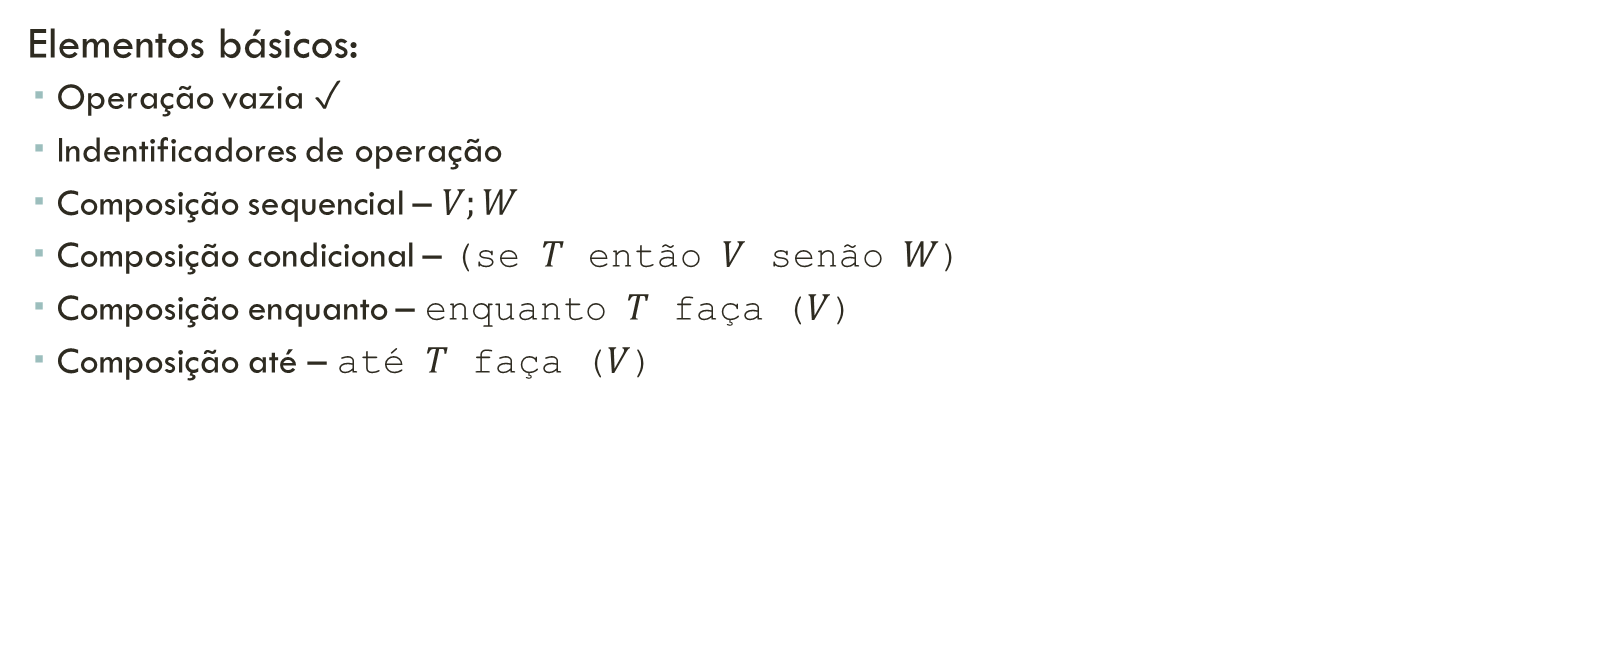 Elementos básicos:
▪ Operação vazia ✓
▪ Indentificadores de operação
▪ Composição sequencial – V; W
▪ Composição condicional – (se T então V senão W)
▪ Composição enquanto – enquanto T faça (V)
▪ Composição até – até T faça (V)